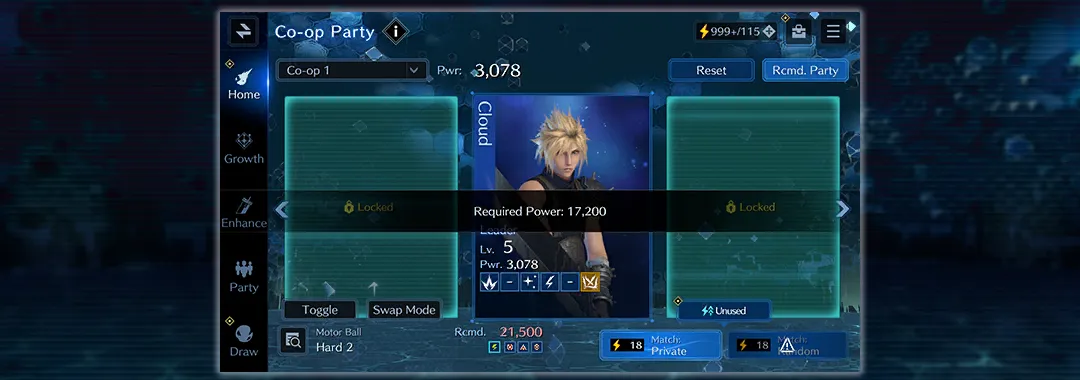 Co-op Party
999+/115
Co-op 1
Pwr: 3,078
Reset
Rcmd. Party
Home
Growth
Enhance
Party
Draw
Cloud
Locked
Required Power: 17,200
Locked
Leader
Lv. 5
Pwr. 3,078
Toggle
Swap Mode
Unused
Motor Ball
Hard 2
Rcmd. 21,500
18
Match:
Private
18
Match:
Random